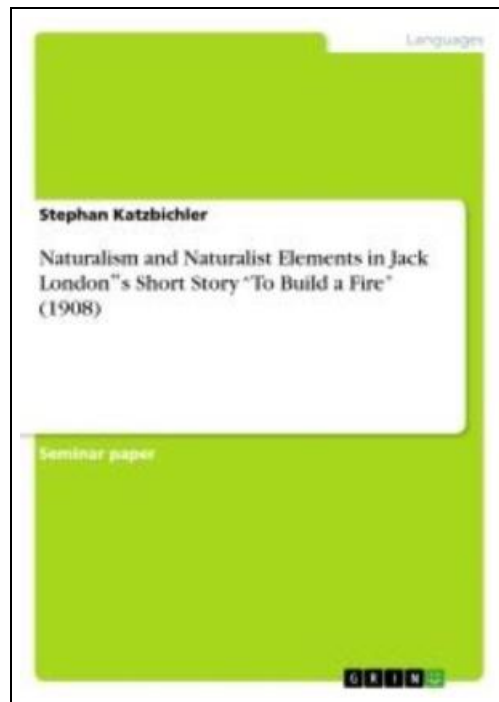 Languages
Stephan Katzbichler
Naturalism and Naturalist Elements in Jack
London"s Short Story "To Build a Fire"
(1908)
Seminar paper
GRIN